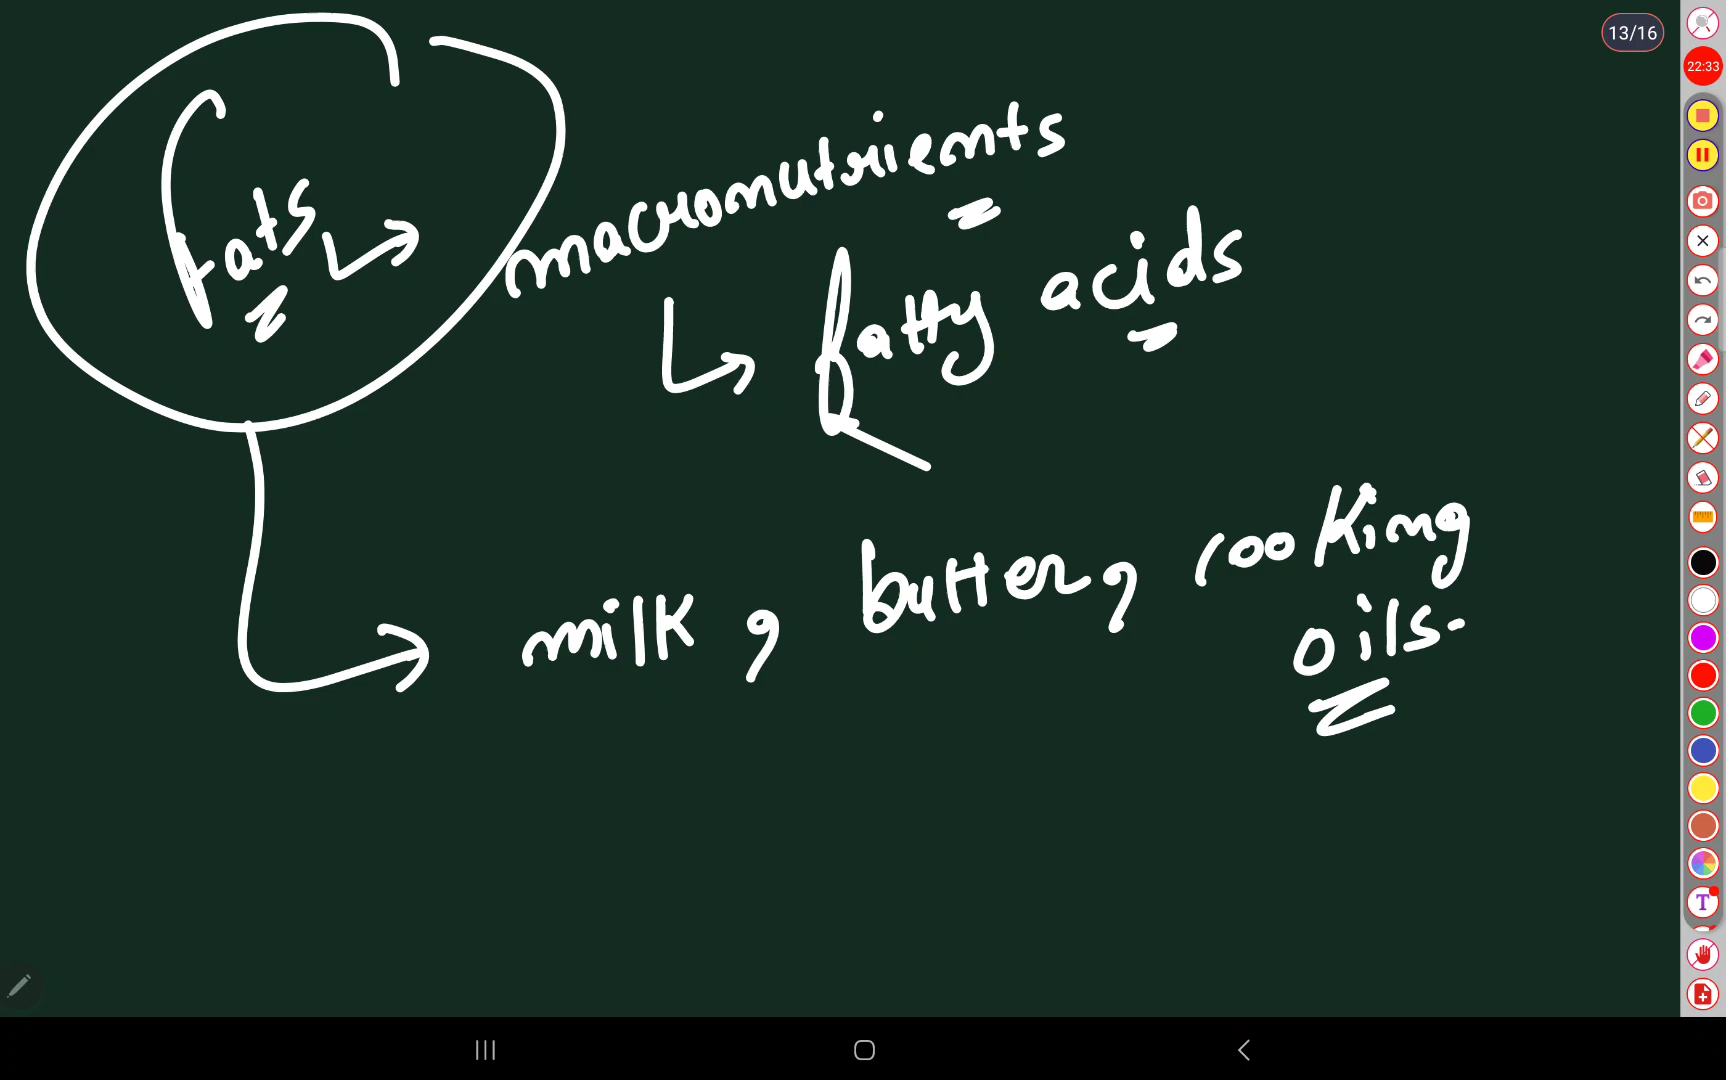 13/16
22:33
fats
macronutrients
fatty acids
milk, butter, cooking
oils.
T